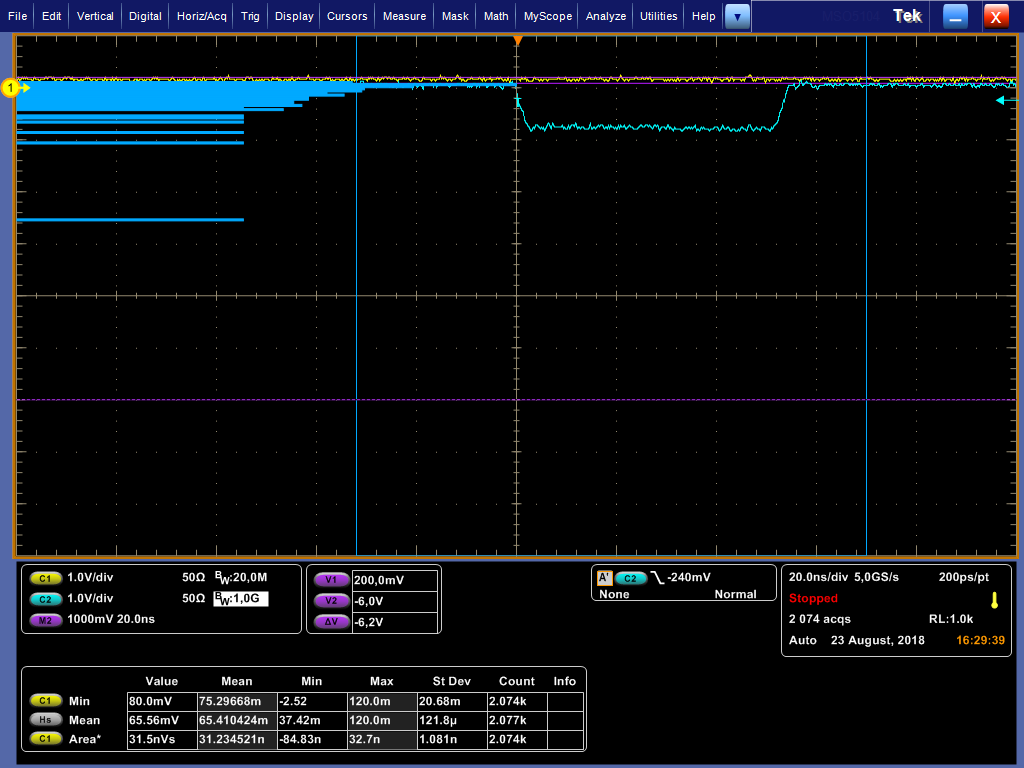 File Edit Vertical Digital Horiz/Acq Trig Display Cursors Measure Mask Math MyScope Analyze Utilities Help Tek X
1
C1 1.0V/div 50Ω BW:20,0M
C2 1.0V/div 50Ω BW:1,0G
M2 1000mV 20.0ns
V1 200,0mV
V2 -6,0V
ΔV -6,2V
A' C2 -240mV
None Normal
20.0ns/div 5,0GS/s 200ps/pt
Stopped
2 074 acqs RL:1.0k
Auto 23 August, 2018 16:29:39
Value Mean Min Max St Dev Count Info
C1 Min 80.0mV 75.29668m -2.52 120.0m 20.68m 2.074k
Hs Mean 65.56mV 65.410424m 37.42m 120.0m 121.8µ 2.077k
C1 Area* 31.5nVs 31.234521n -84.83n 32.7n 1.081n 2.074k